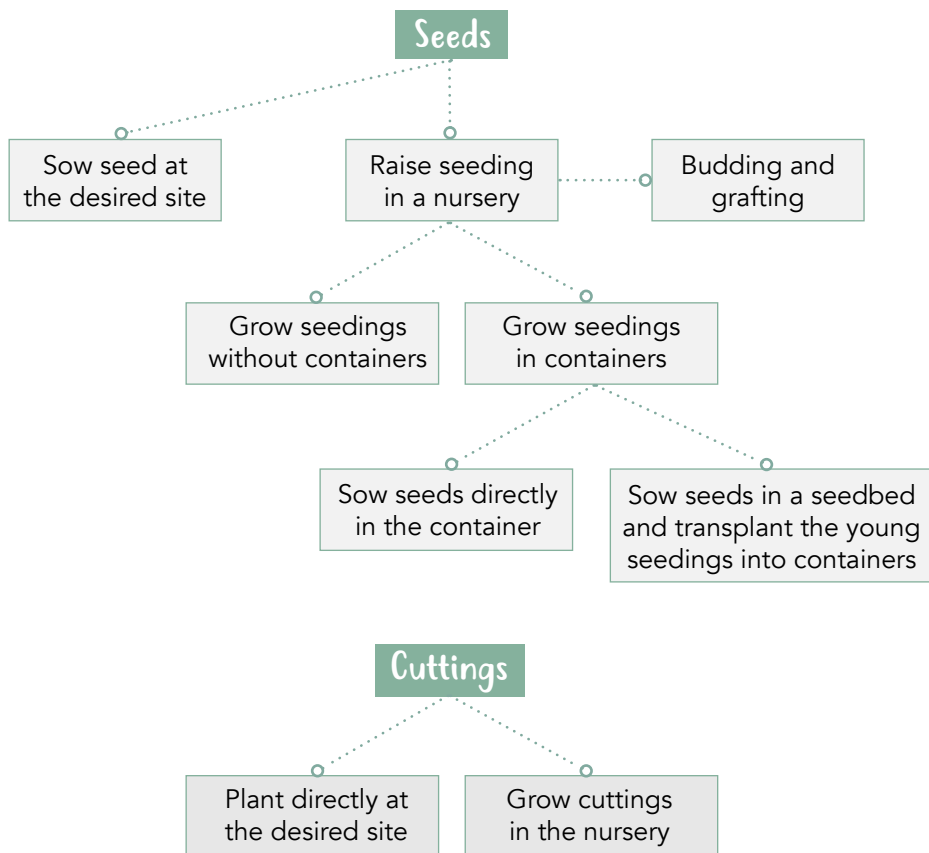 Seeds
Sow seed at
the desired site
Raise seeding
in a nursery
Budding and
grafting
Grow seedings
without containers
Grow seedings
in containers
Sow seeds directly
in the container
Sow seeds in a seedbed
and transplant the young
seedings into containers
Cuttings
Plant directly at
the desired site
Grow cuttings
in the nursery